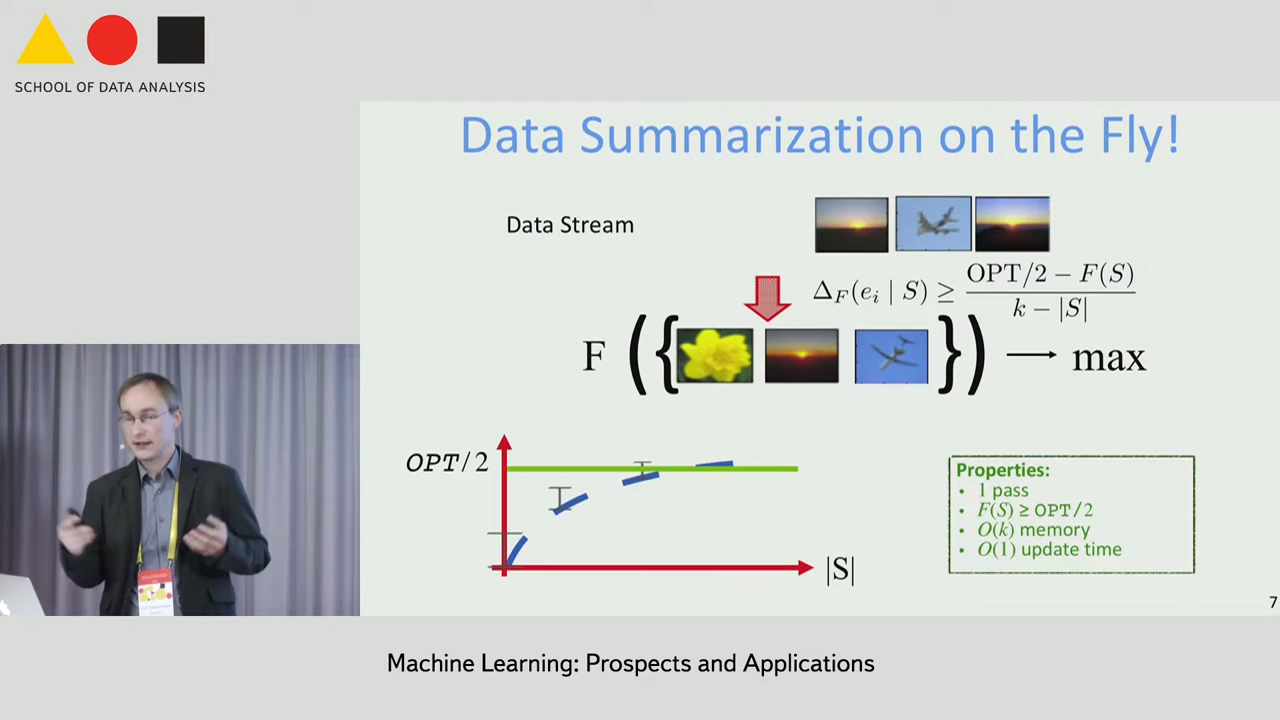 SCHOOL OF DATA ANALYSIS
Data Summarization on the Fly!
Data Stream
Δ_F(e_i | S) ≥ (OPT/2 − F(S)) / (k − |S|)
F ({ }) → max
OPT/2
|S|
Properties:
• 1 pass
• F(S) ≥ OPT/2
• O(k) memory
• O(1) update time
7
Machine Learning: Prospects and Applications